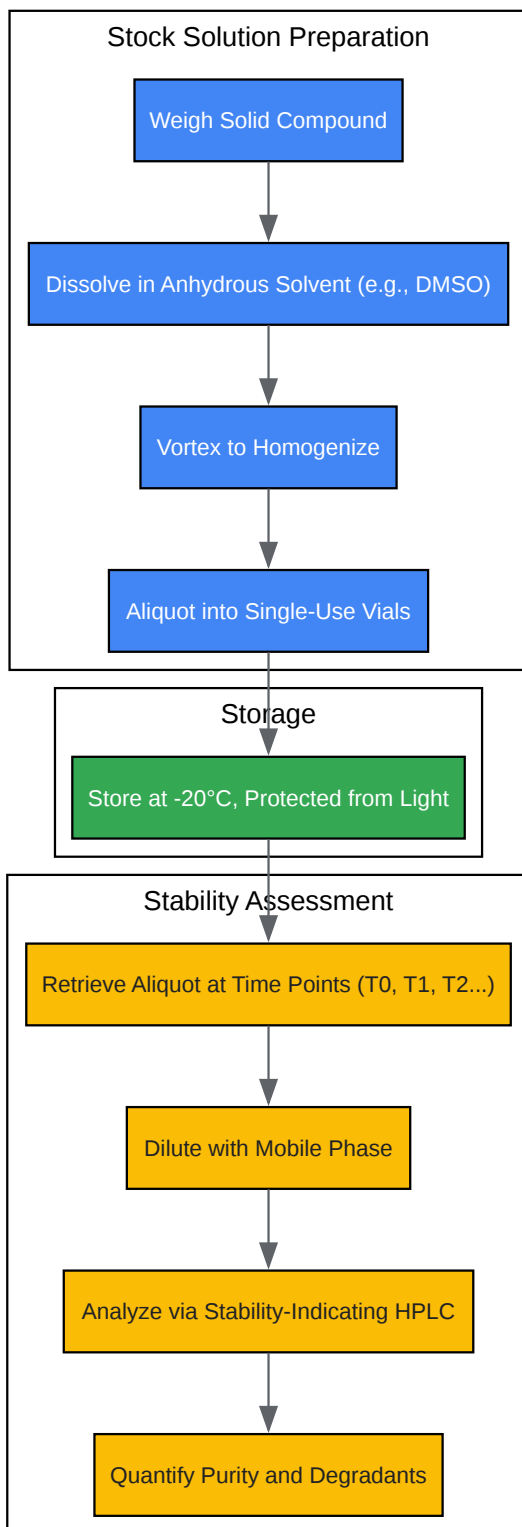 Stock Solution Preparation
Weigh Solid Compound
Dissolve in Anhydrous Solvent (e.g., DMSO)
Vortex to Homogenize
Aliquot into Single-Use Vials
Storage
Store at -20°C, Protected from Light
Stability Assessment
Retrieve Aliquot at Time Points (T0, T1, T2...)
Dilute with Mobile Phase
Analyze via Stability-Indicating HPLC
Quantify Purity and Degradants